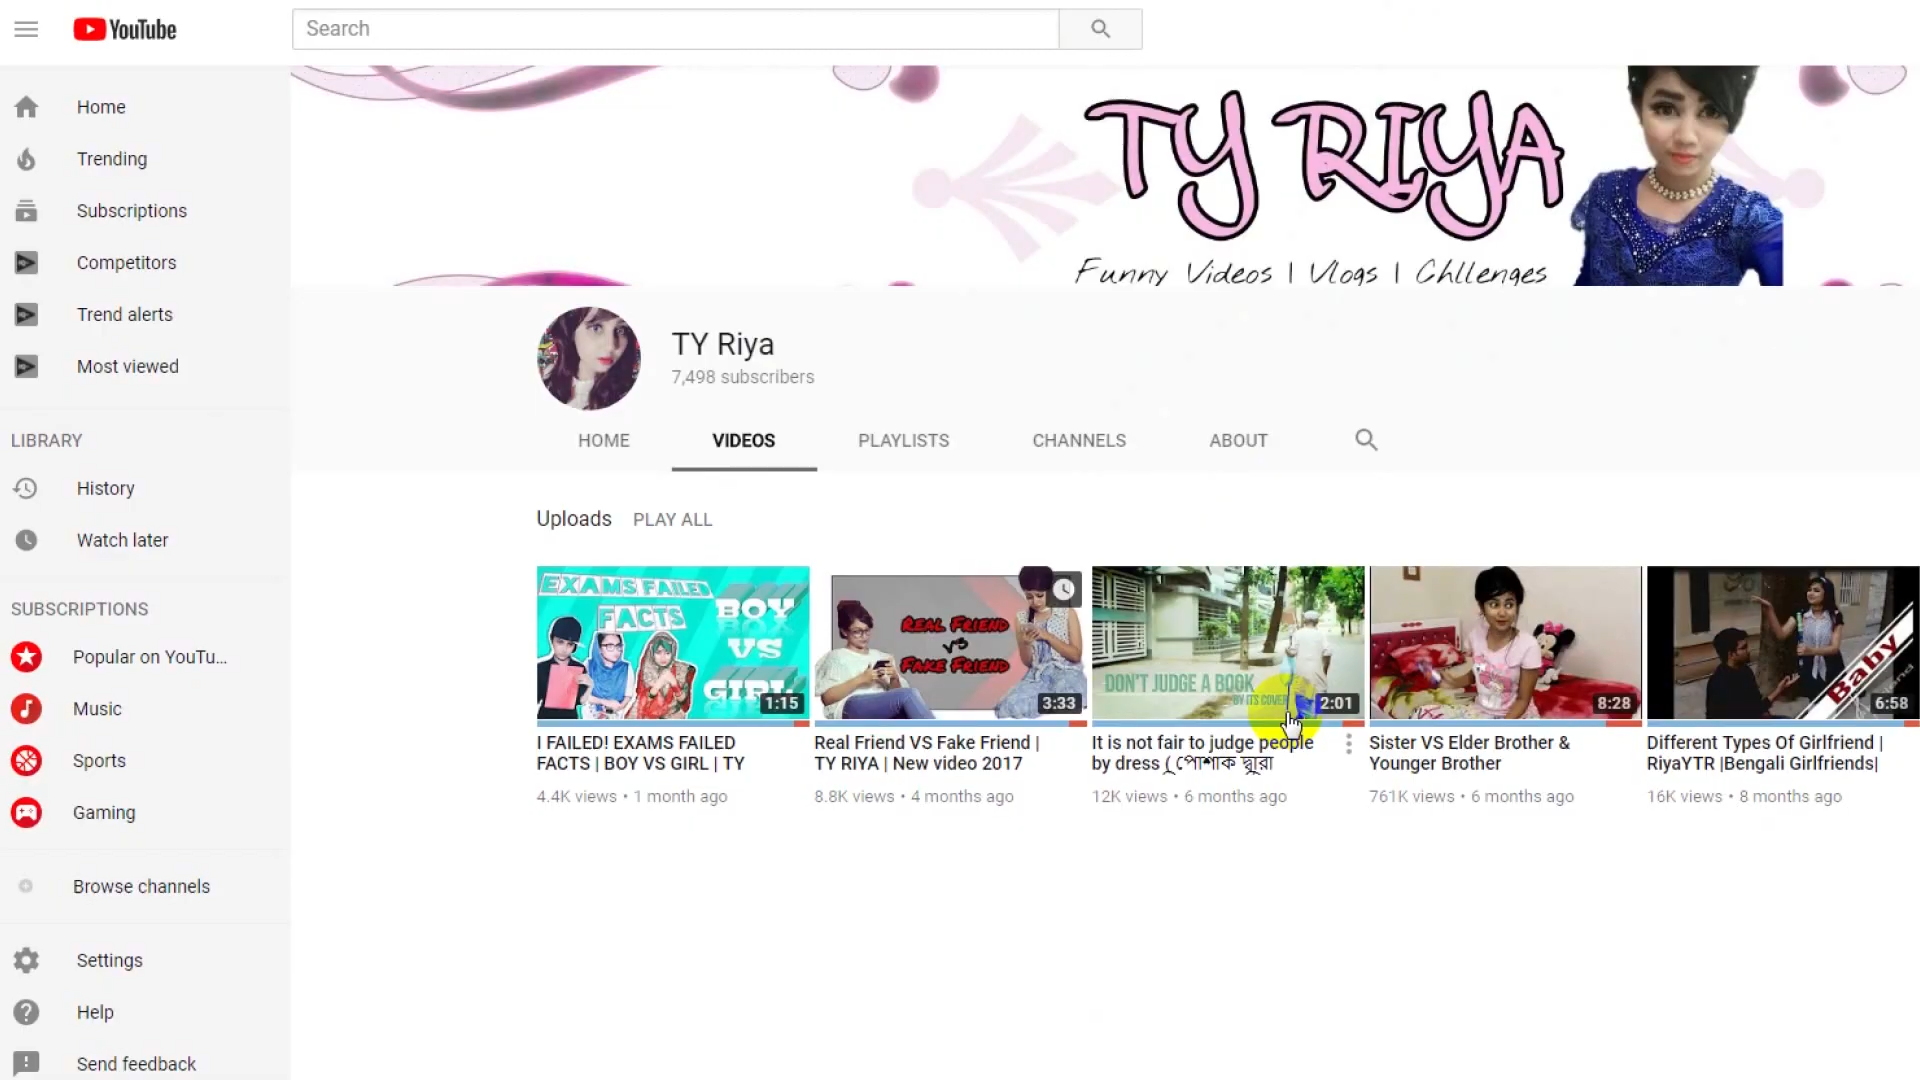 YouTube
Search
Home
Trending
Subscriptions
Competitors
Trend alerts
Most viewed
LIBRARY
History
Watch later
SUBSCRIPTIONS
Popular on YouTu...
Music
Sports
Gaming
Browse channels
Settings
Help
Send feedback
TY RIYA
Funny Videos | Vlogs | Chllenges
TY Riya
7,498 subscribers
HOME VIDEOS PLAYLISTS CHANNELS ABOUT
Uploads PLAY ALL
EXAMS FAILED
FACTS
BOY
VS
GIRL
1:15
I FAILED! EXAMS FAILED
FACTS | BOY VS GIRL | TY
4.4K views • 1 month ago
REAL FRIEND
VS
FAKE FRIEND
3:33
Real Friend VS Fake Friend |
TY RIYA | New video 2017
8.8K views • 4 months ago
DON'T JUDGE A BOOK
BY ITS COVER
2:01
It is not fair to judge people
by dress ( পোশাক দ্বারা
12K views • 6 months ago
8:28
Sister VS Elder Brother &
Younger Brother
761K views • 6 months ago
Baby
6:58
Different Types Of Girlfriend |
RiyaYTR |Bengali Girlfriends|
16K views • 8 months ago